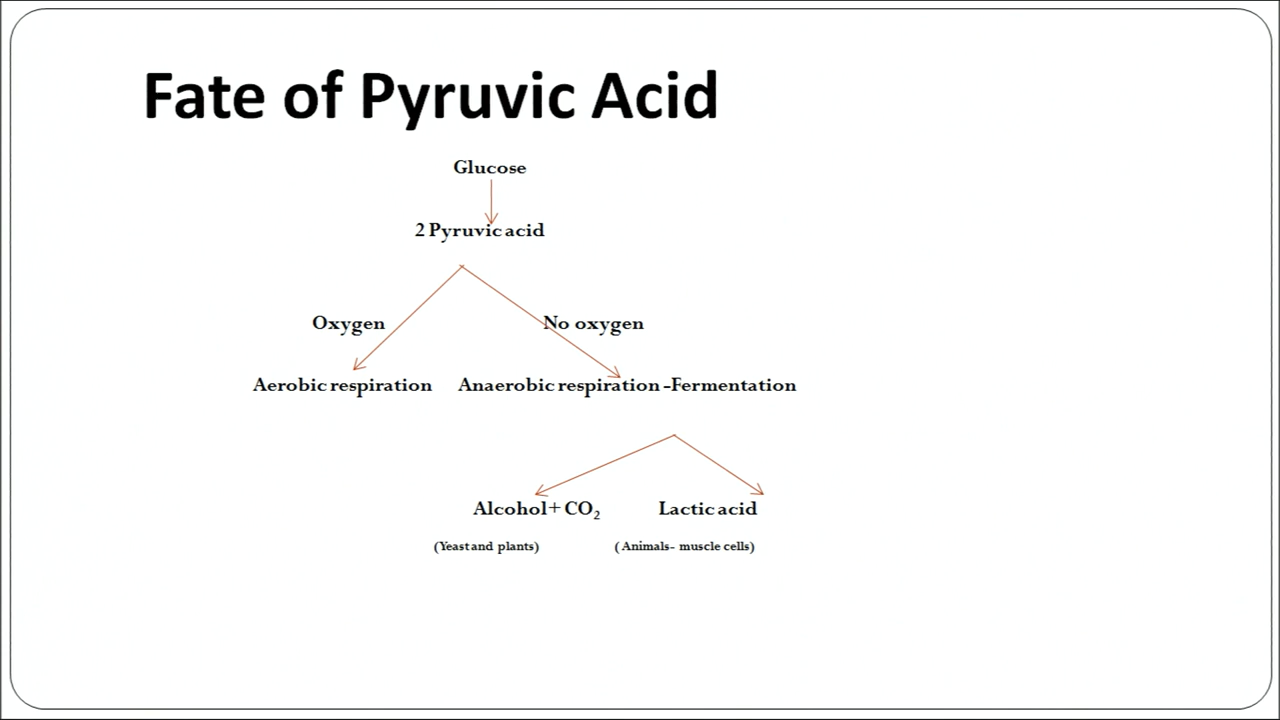 Fate of Pyruvic Acid
Glucose
2 Pyruvic acid
Oxygen
No oxygen
Aerobic respiration
Anaerobic respiration -Fermentation
Alcohol+ CO₂
Lactic acid
(Yeast and plants)
( Animals- muscle cells)